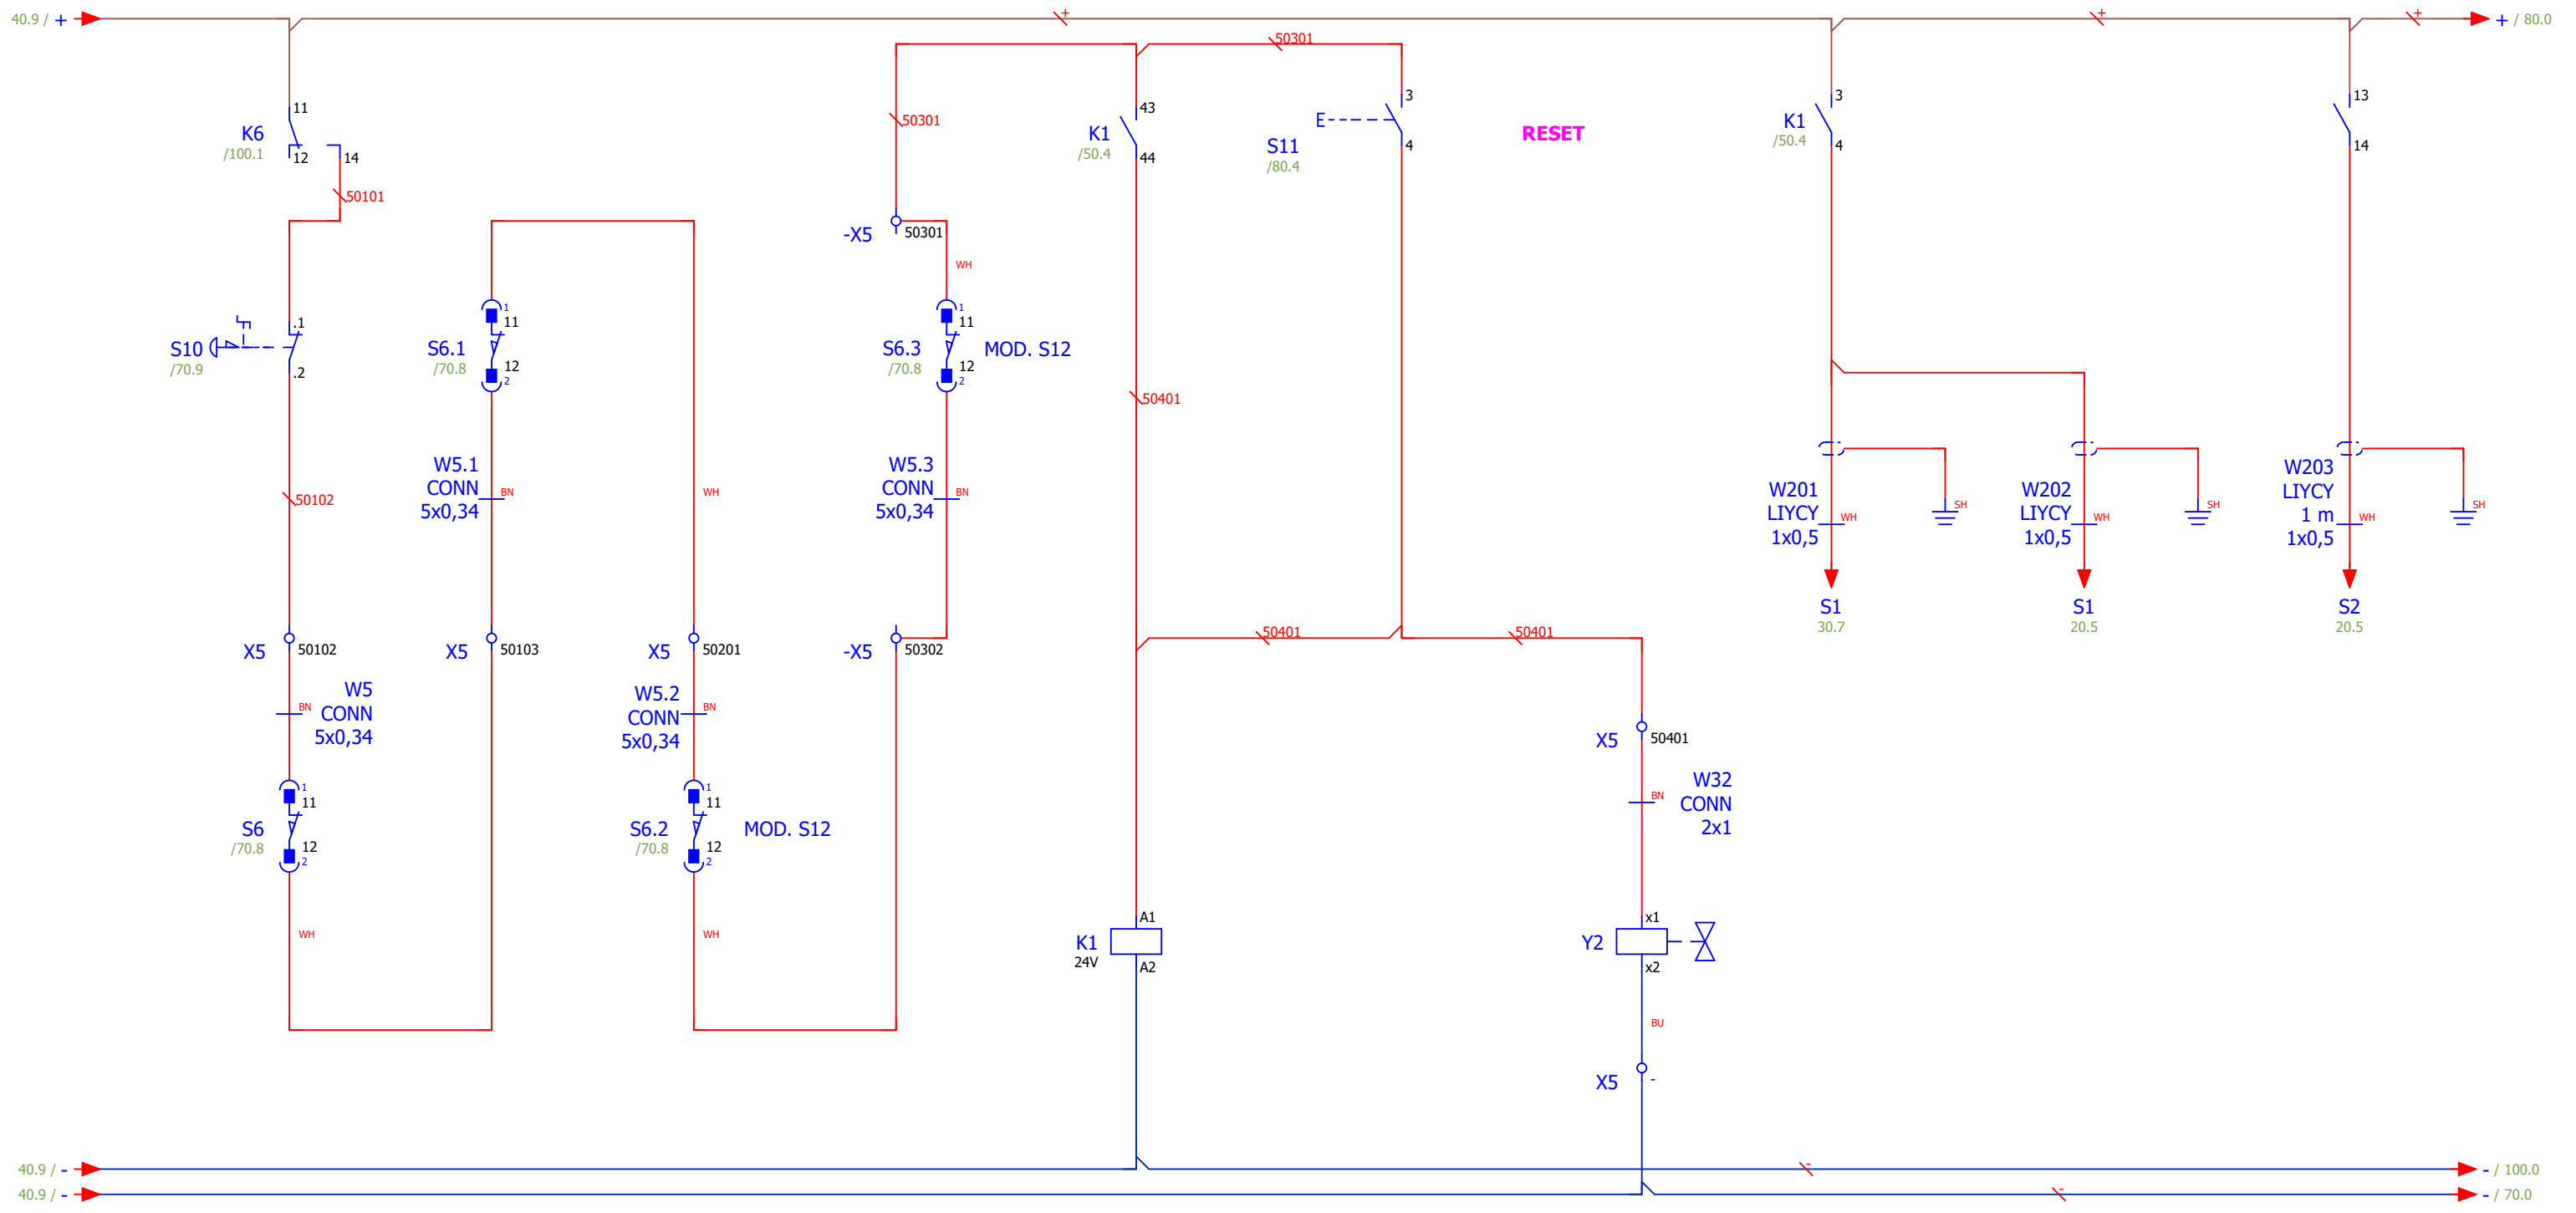 40.9 / +
+
+
+
+ / 80.0
50301
11
K6
/100.1
12
14
50101
50301
43
K1
/50.4
44
3
E
S11
/80.4
4
RESET
3
K1
/50.4
4
13
14
-X5
50301
WH
.1
S10
/70.9
.2
1
11
S6.1
/70.8
12
2
1
11
S6.3
/70.8
12
2
MOD. S12
50401
50102
W5.1
CONN
5x0,34
BN
WH
W5.3
CONN
5x0,34
BN
W201
LIYCY
1x0,5
WH
SH
W202
LIYCY
1x0,5
WH
SH
W203
LIYCY
1 m
1x0,5
WH
SH
S1
30.7
S1
20.5
S2
20.5
X5
50102
X5
50103
X5
50201
-X5
50302
50401
50401
W5
CONN
5x0,34
BN
W5.2
CONN
5x0,34
BN
X5
50401
W32
CONN
2x1
BN
1
11
S6
/70.8
12
2
1
11
S6.2
/70.8
12
2
MOD. S12
WH
WH
A1
K1
24V
A2
x1
Y2
x2
BU
X5
-
40.9 / -
-
- / 100.0
40.9 / -
-
- / 70.0